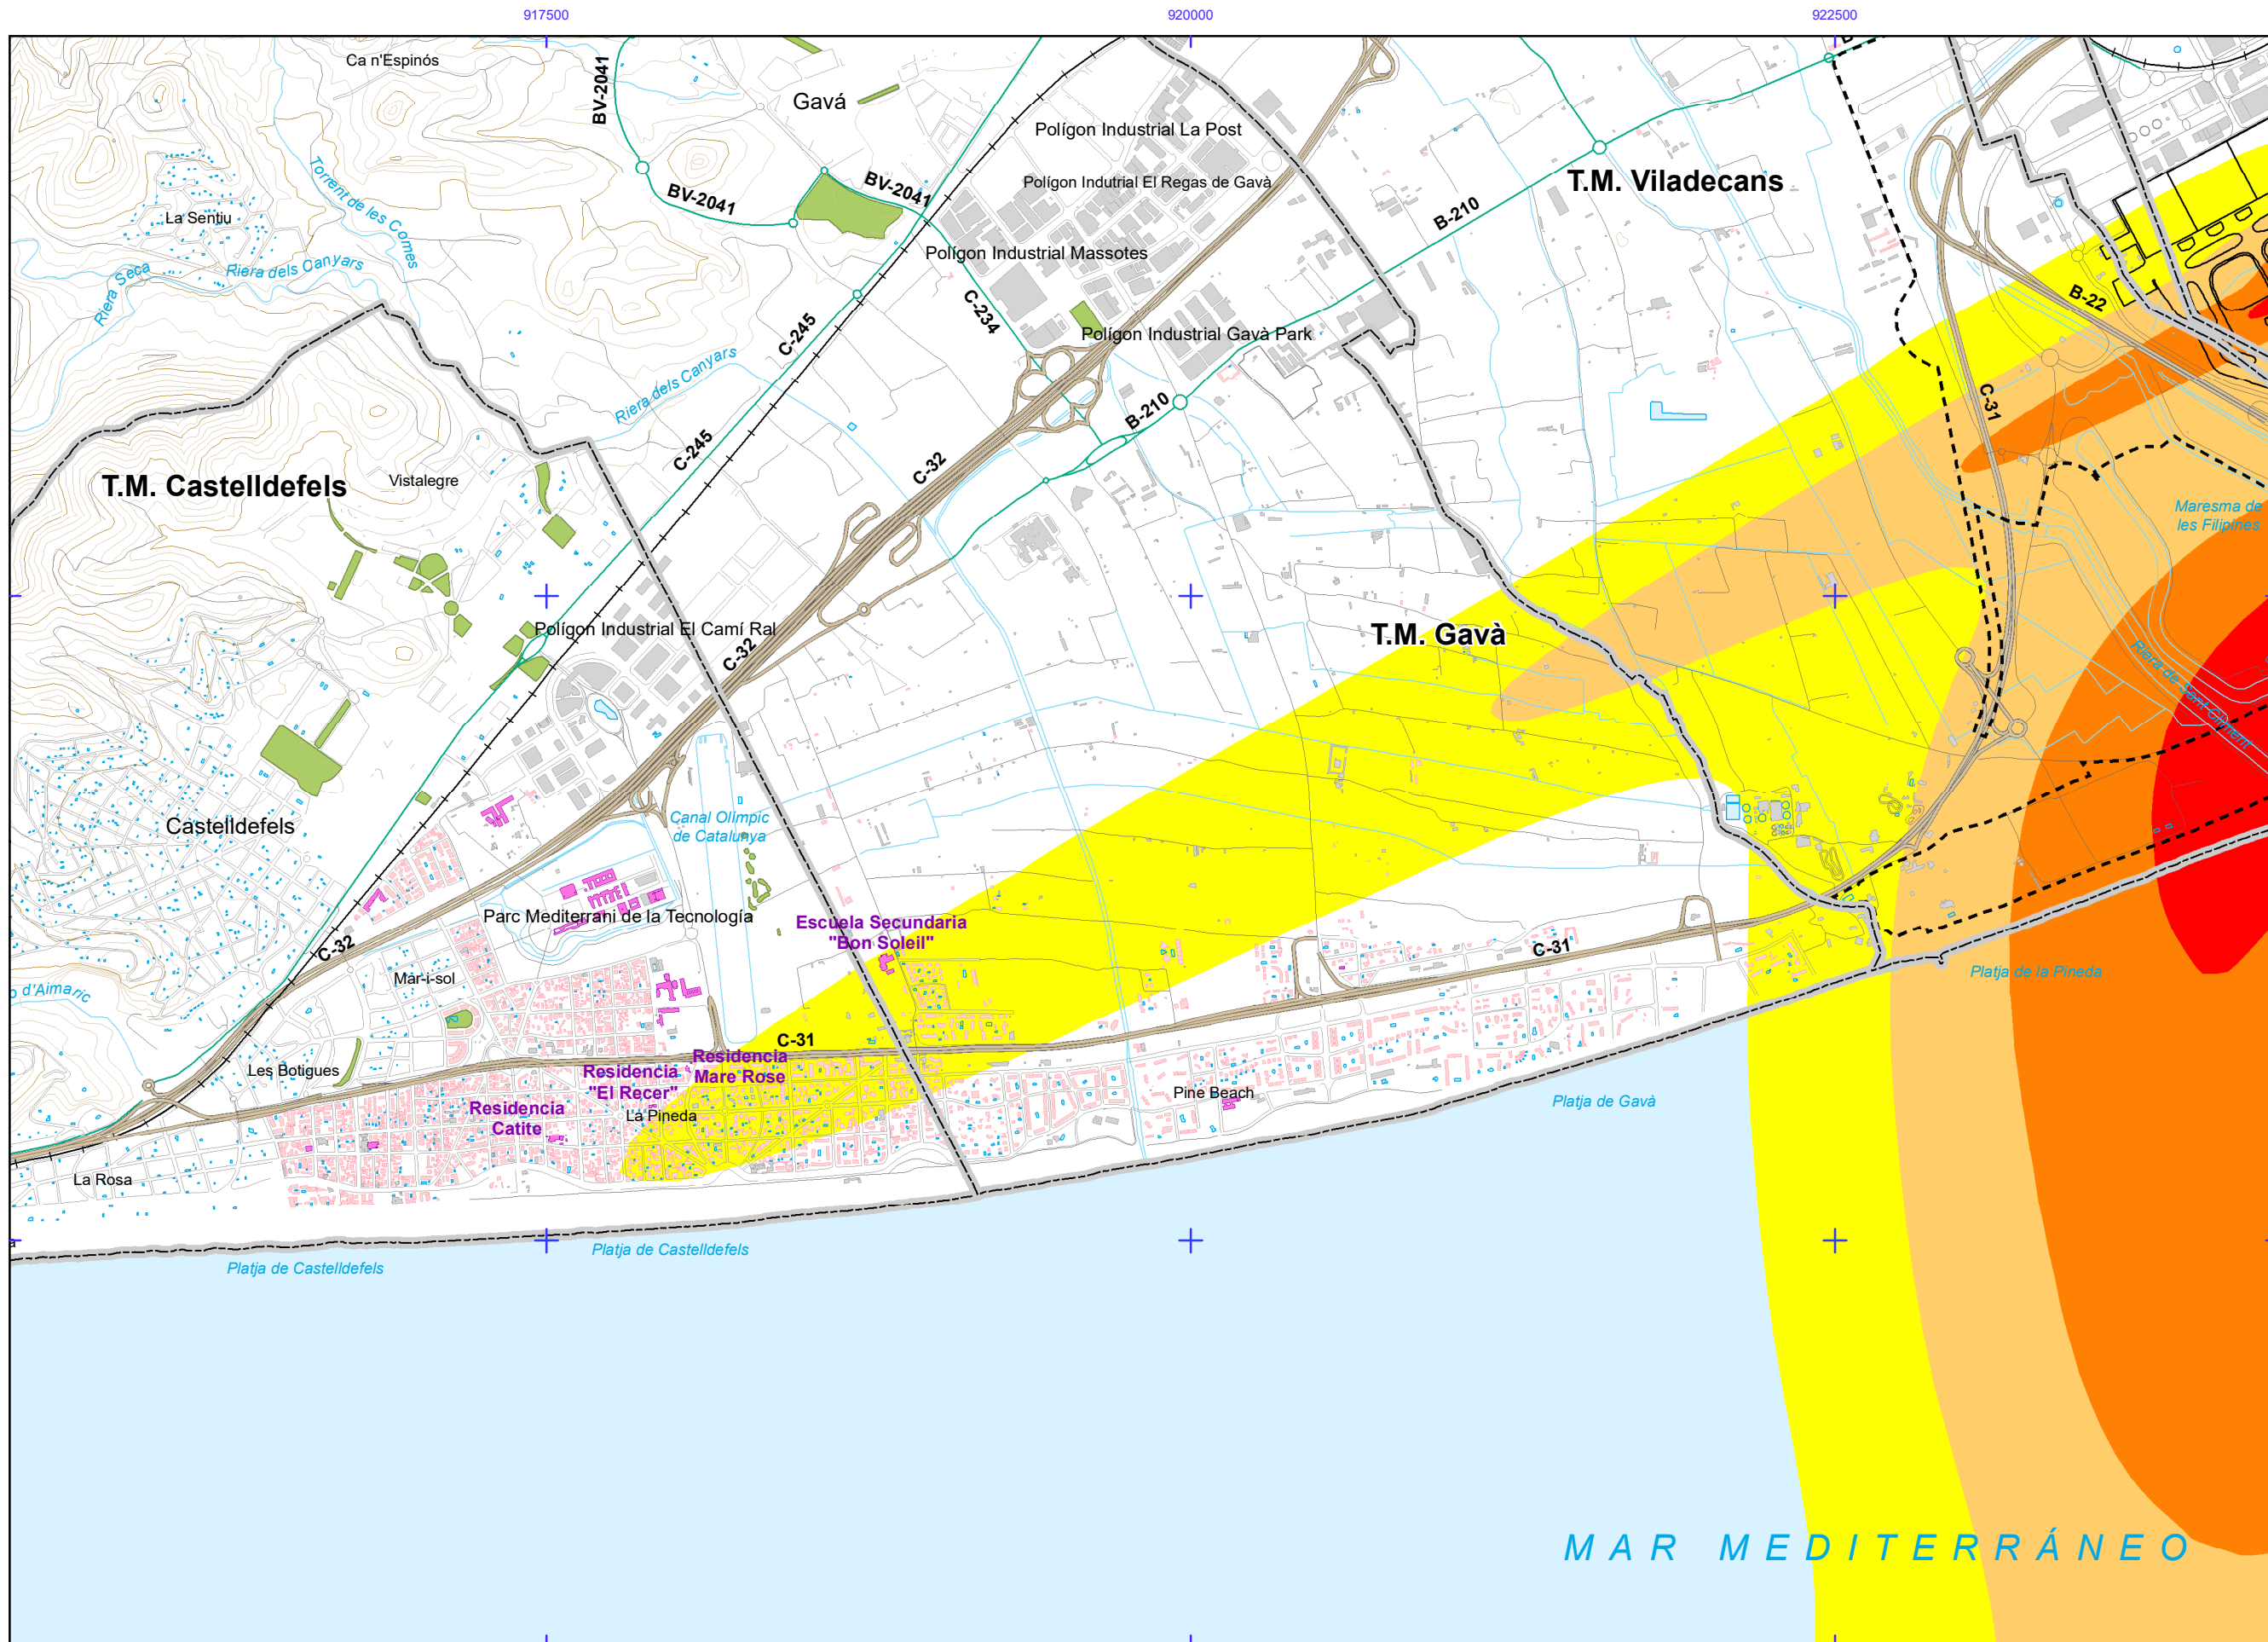 917500
920000
922500
Ca n'Espinós
BV-2041
Gavá
Polígon Industrial La Post
Polígon Indutrial El Regas de Gavà
BV-2041
BV-2041
T.M. Viladecans
B-210
La Sentiu
Torrent de les Comes
Riera Seca
Riera dels Canyars
Polígon Industrial Massotes
C-234
B-22
C-245
Polígon Industrial Gavà Park
Riera dels Canyars
B-210
C-31
C-245
C-32
T.M. Castelldefels
Vistalegre
Maresma de
les Filipines
Polígon Industrial El Camí Ral
C-32
T.M. Gavà
Riera de Sant Climent
Canal Olímpic
de Catalunya
Castelldefels
Parc Mediterrani de la Tecnología
Escuela Secundaria
"Bon Soleil"
C-32
C-31
Mar-i-sol
Platja de la Pineda
o d'Aimaric
C-31
Residencia
Mare Rose
Les Botigues
Residencia
"El Recer"
Residencia
Catite
La Pineda
Pine Beach
Platja de Gavà
La Rosa
a
Platja de Castelldefels
Platja de Castelldefels
MAR MEDITERRÁNEO